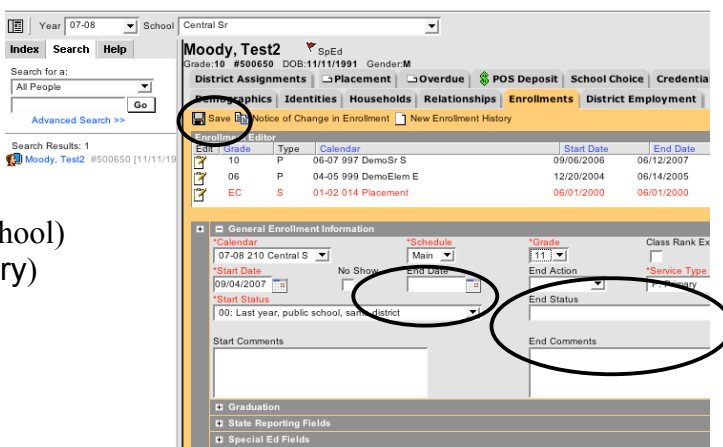 Year 07-08 School Central Sr
Index Search Help
Search for a:
All People
Go
Advanced Search >>
Search Results: 1
Moody, Test2 #500650 [11/11/19
hool)
ry)
Moody, Test2 SpEd
Grade:10 #500650 DOB:11/11/1991 Gender:M
District Assignments Placement Overdue POS Deposit School Choice Credentia
Demographics Identities Households Relationships Enrollments District Employment
Save Notice of Change in Enrollment New Enrollment History
Enrollment Editor
Edit Grade Type Calendar Start Date End Date
10 P 06-07 997 DemoSr S 09/06/2006 06/12/2007
06 P 04-05 999 DemoElem E 12/20/2004 06/14/2005
EC S 01-02 014 Placement 06/01/2000 06/01/2000
General Enrollment Information
*Calendar *Schedule *Grade Class Rank Ex
07-08 210 Central S Main 11
*Start Date No Show End Date End Action *Service Type
09/04/2007 P: Primary
*Start Status End Status
00: Last year, public school, same district
Start Comments End Comments
Graduation
State Reporting Fields
Special Ed Fields